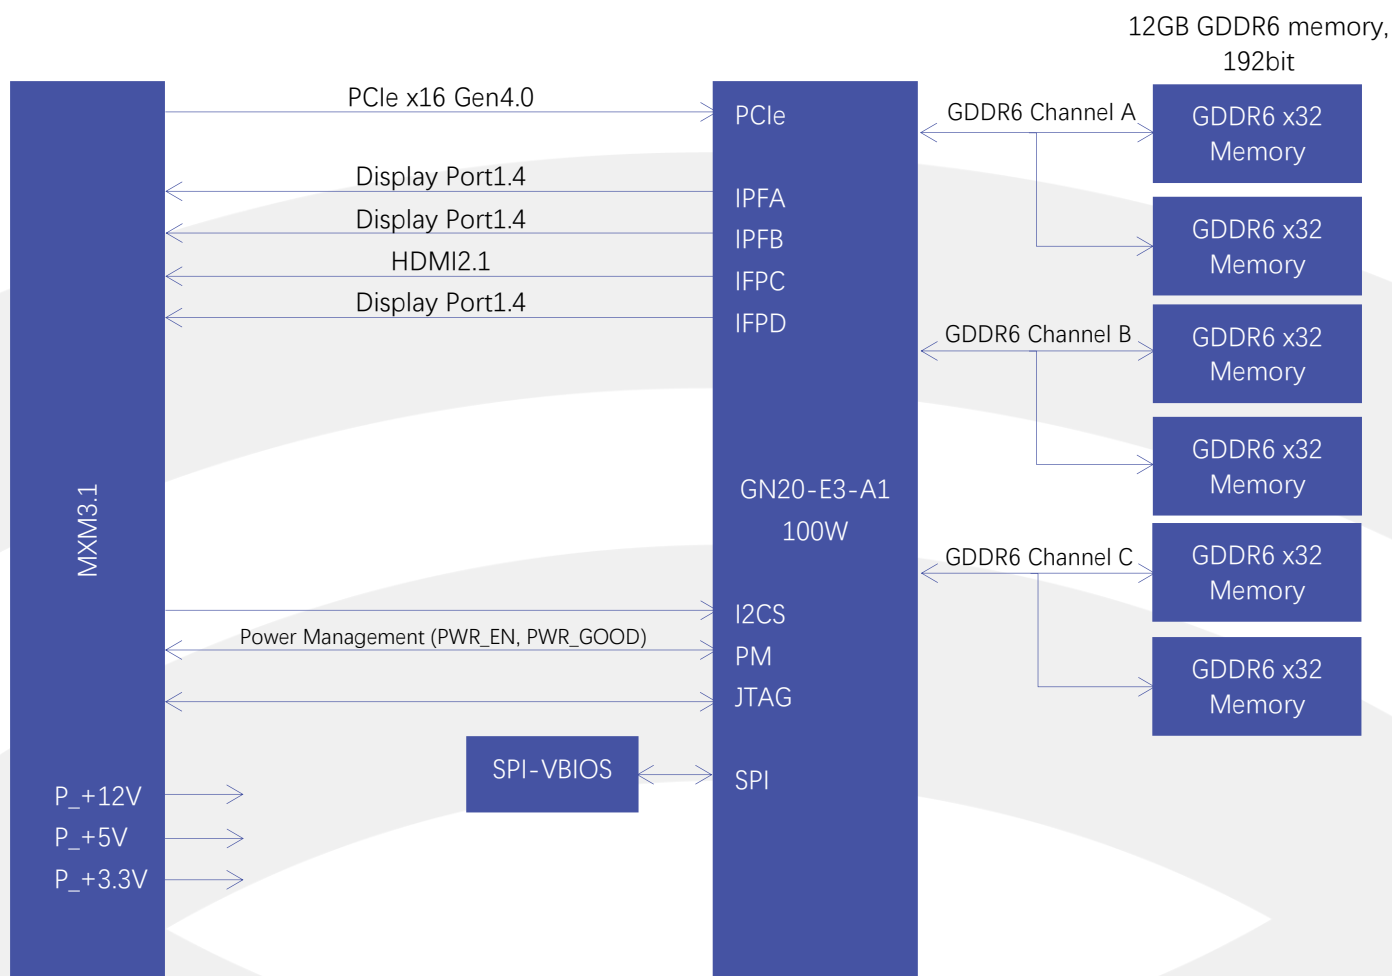 12GB GDDR6 memory,
192bit
MXM3.1
PCIe x16 Gen4.0
Display Port1.4
Display Port1.4
HDMI2.1
Display Port1.4
Power Management (PWR_EN, PWR_GOOD)
SPI-VBIOS
P_+12V
P_+5V
P_+3.3V
PCIe
IPFA
IPFB
IFPC
IFPD
GN20-E3-A1
100W
I2CS
PM
JTAG
SPI
GDDR6 Channel A
GDDR6 x32
Memory
GDDR6 x32
Memory
GDDR6 Channel B
GDDR6 x32
Memory
GDDR6 x32
Memory
GDDR6 Channel C
GDDR6 x32
Memory
GDDR6 x32
Memory